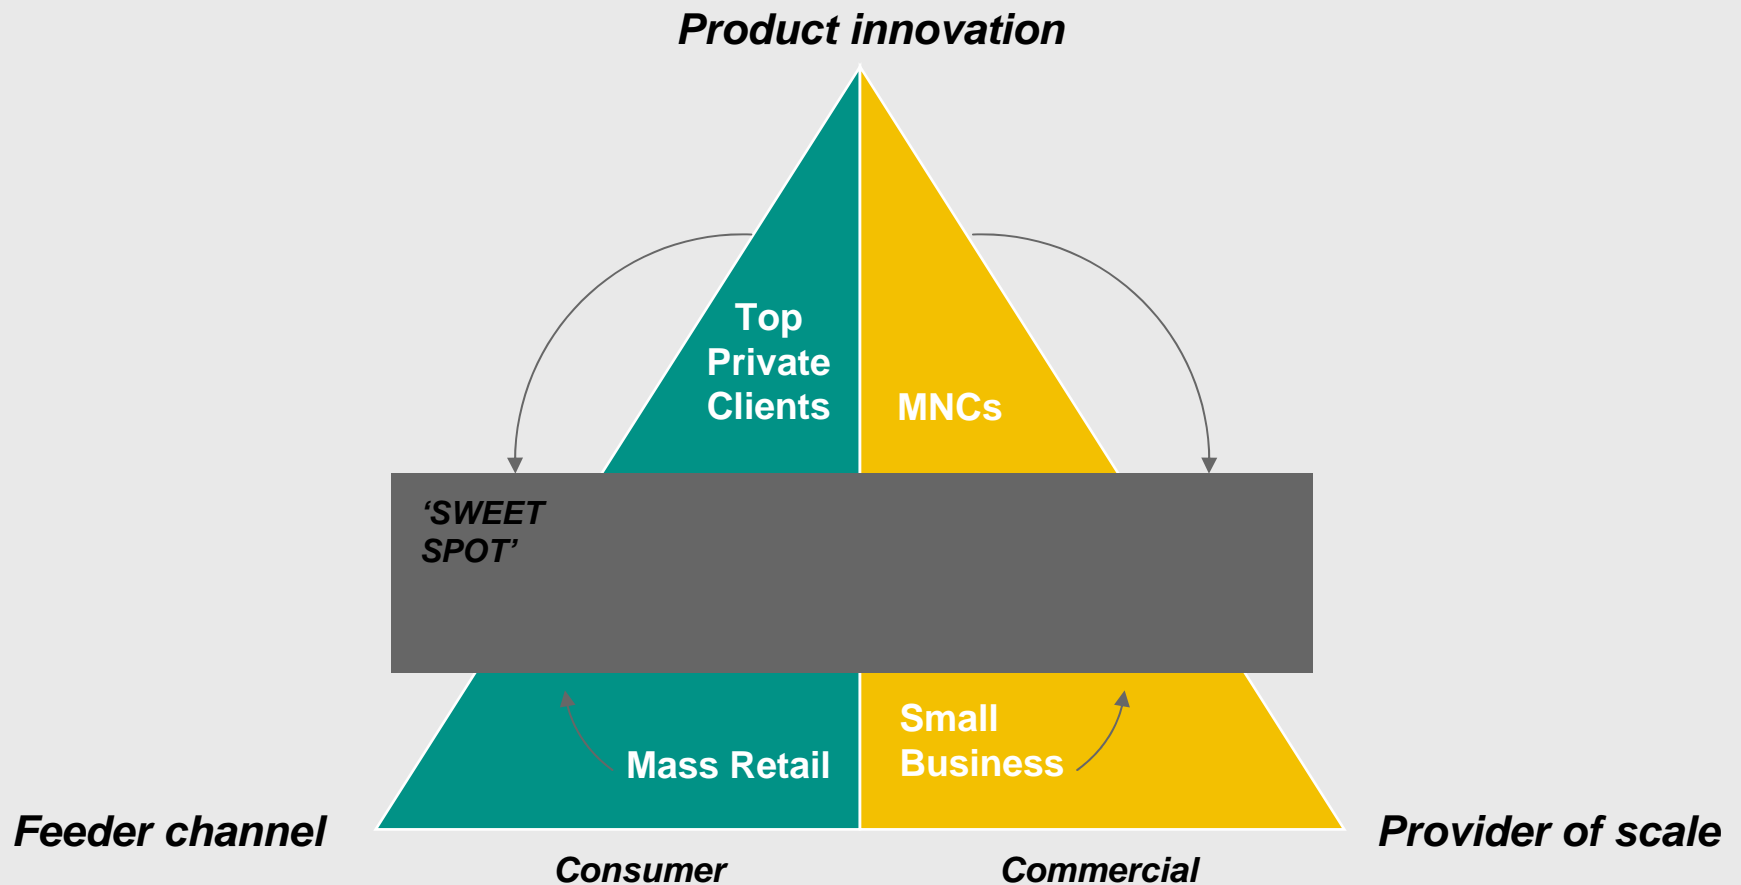 Product innovation
Top
Private
Clients
MNCs
‘SWEET
SPOT’
Small
Business
Mass Retail
Feeder channel
Provider of scale
Consumer
Commercial